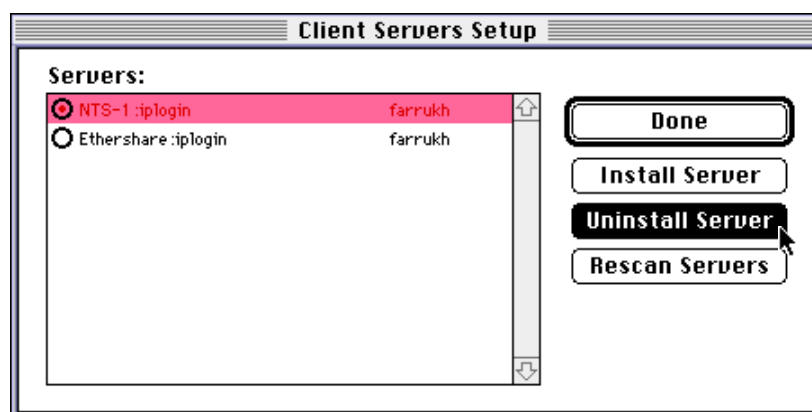 Client Servers Setup
Servers:
NTS-1 :iplogin farrukh
Ethershare :iplogin farrukh
Done
Install Server
Uninstall Server
Rescan Servers